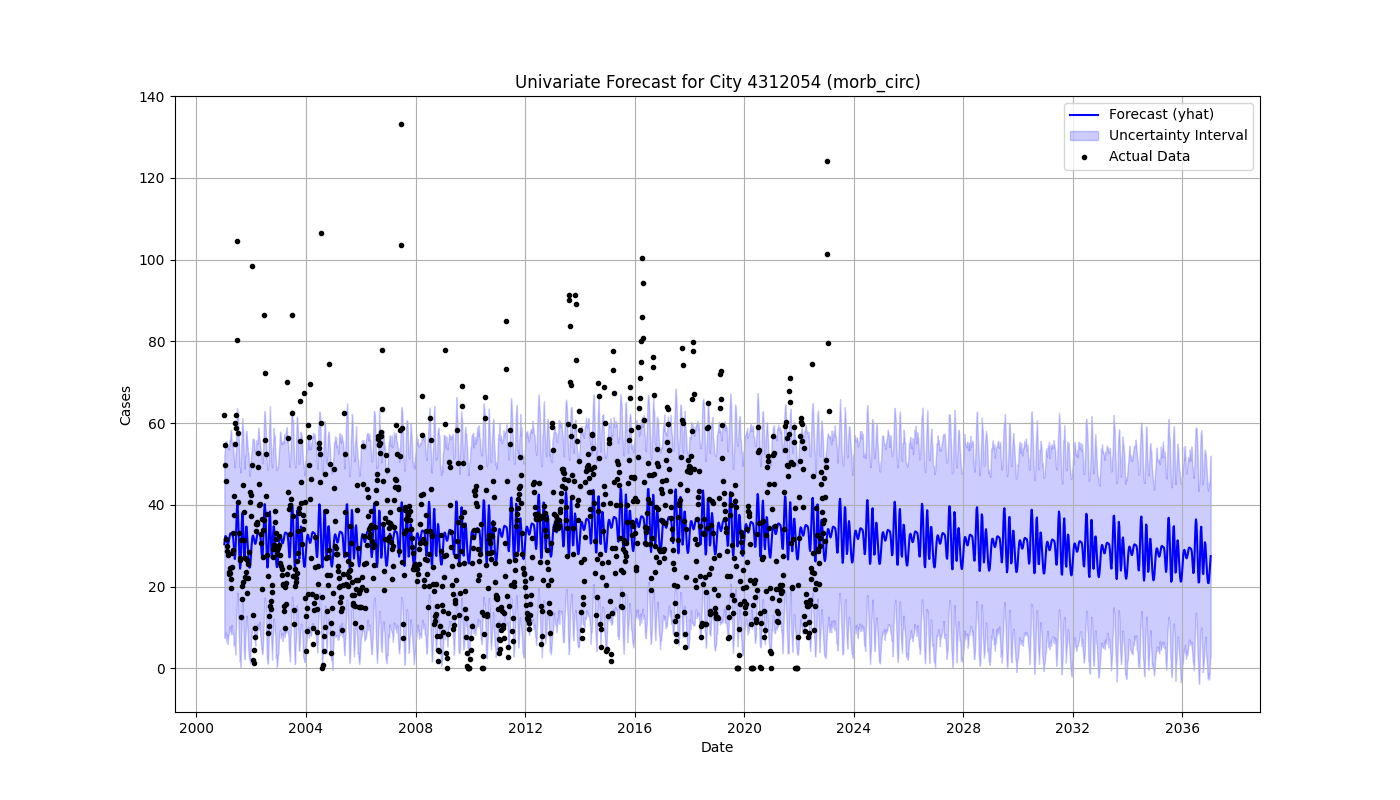 Univariate Forecast for City 4312054 (morb_circ)
140
120
100
80
60
40
20
0
Cases
Forecast (yhat)
Uncertainty Interval
Actual Data
2000 2004 2008 2012 2016 2020 2024 2028 2032 2036
Date